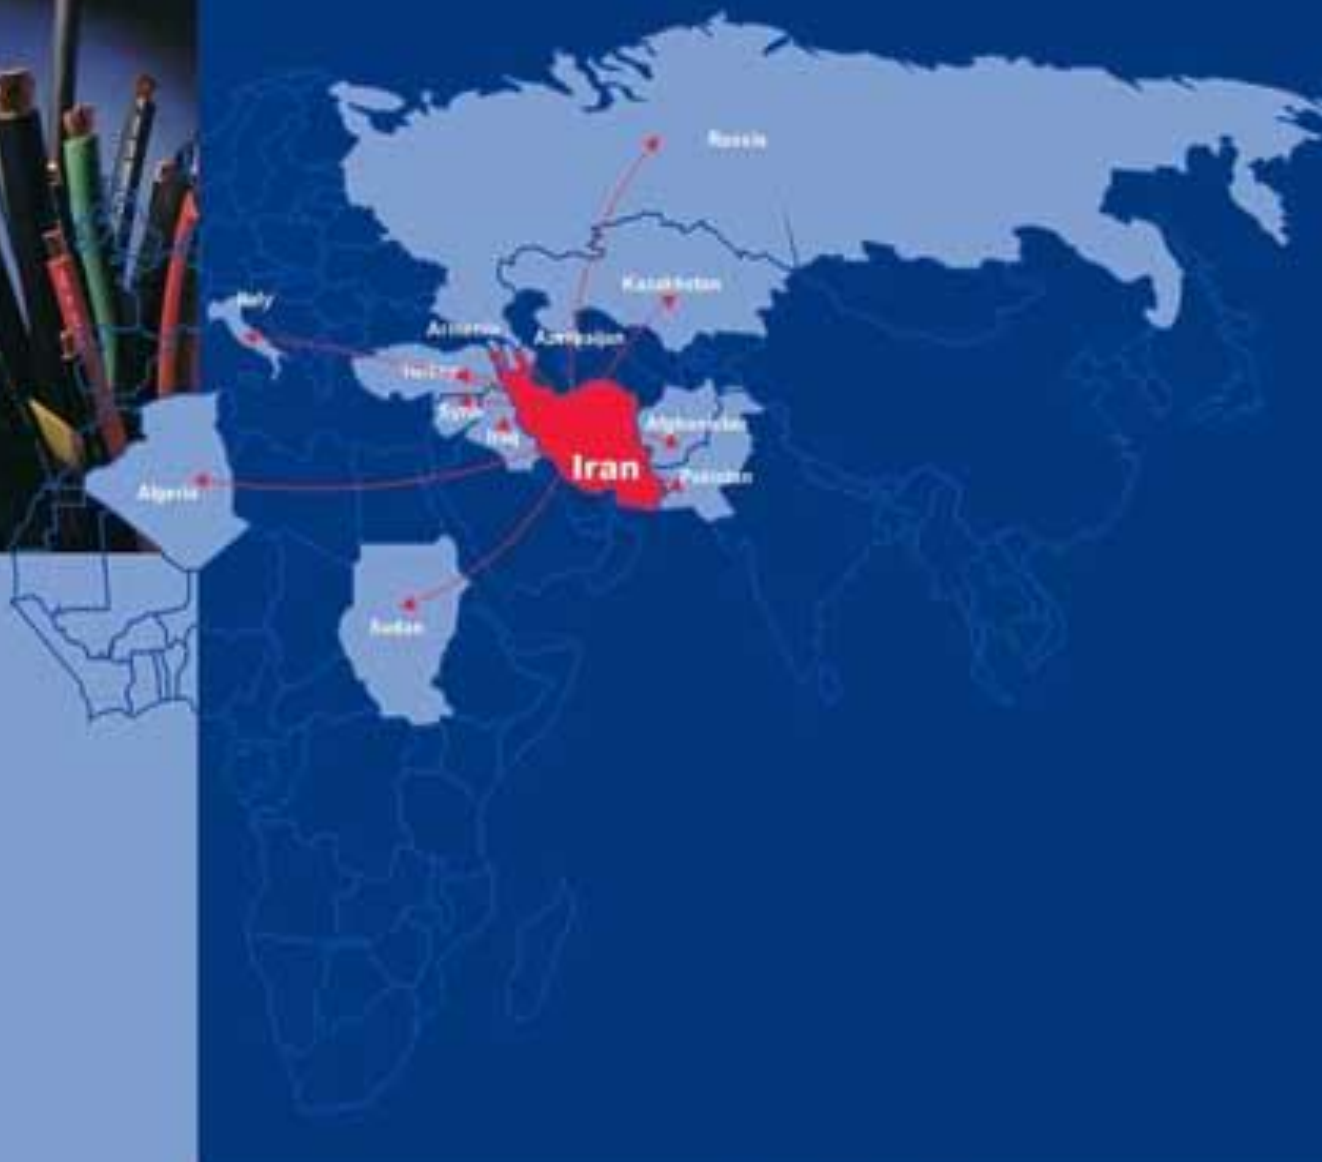 Russia
Kazakhstan
Italy
Armenia
Azerbaijan
Turkey
Syria
Iraq
Afghanistan
Iran
Pakistan
Algeria
Sudan